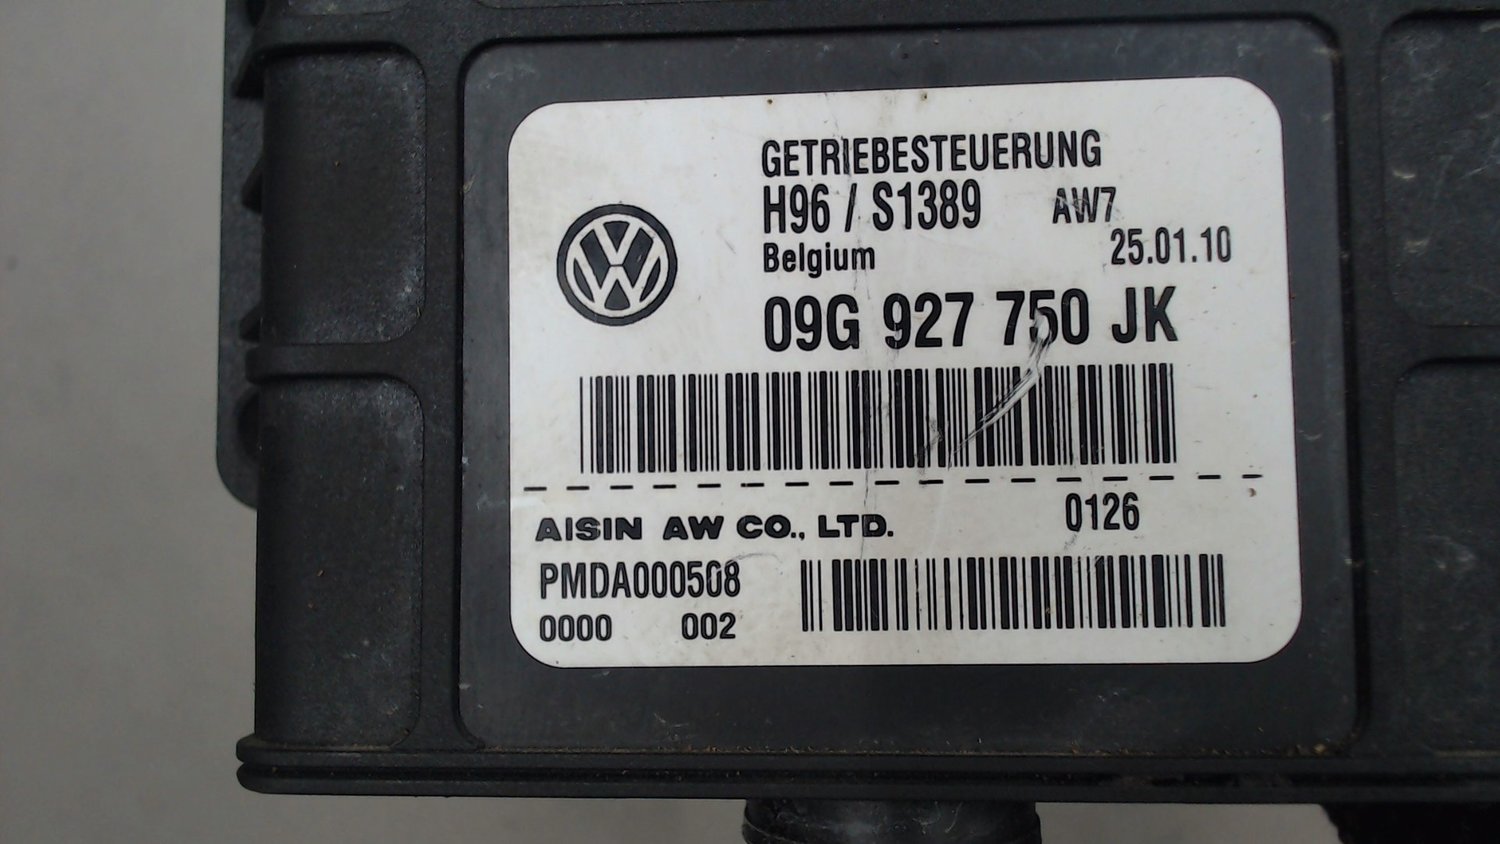 GETRIEBESTEUERUNG
H96 / S1389 AW7
Belgium 25.01.10
09G 927 750 JK
AISIN AW CO., LTD. 0126
PMDA000508
0000 002